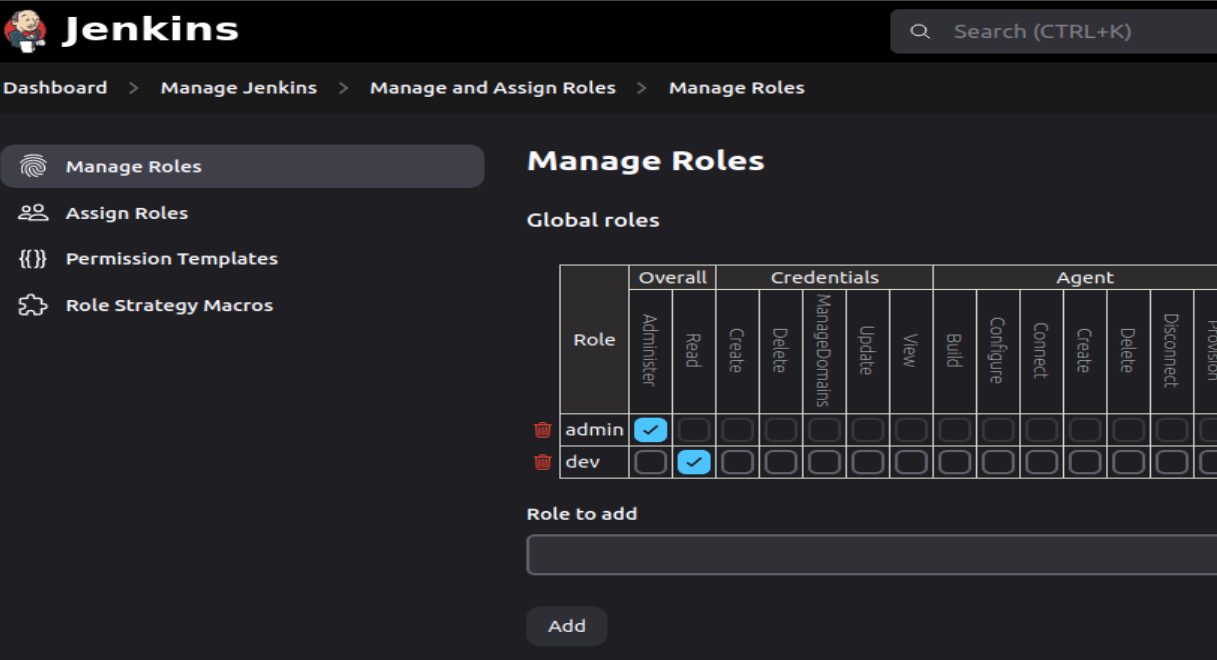 Jenkins
Search (CTRL+K)
Dashboard > Manage Jenkins > Manage and Assign Roles > Manage Roles
Manage Roles
Assign Roles
Permission Templates
Role Strategy Macros
Manage Roles
Global roles
Overall Credentials Agent
Role Administer Read Create Delete ManageDomains Update View Build Configure Connect Create Delete Disconnect Provision
admin
dev
Role to add
Add